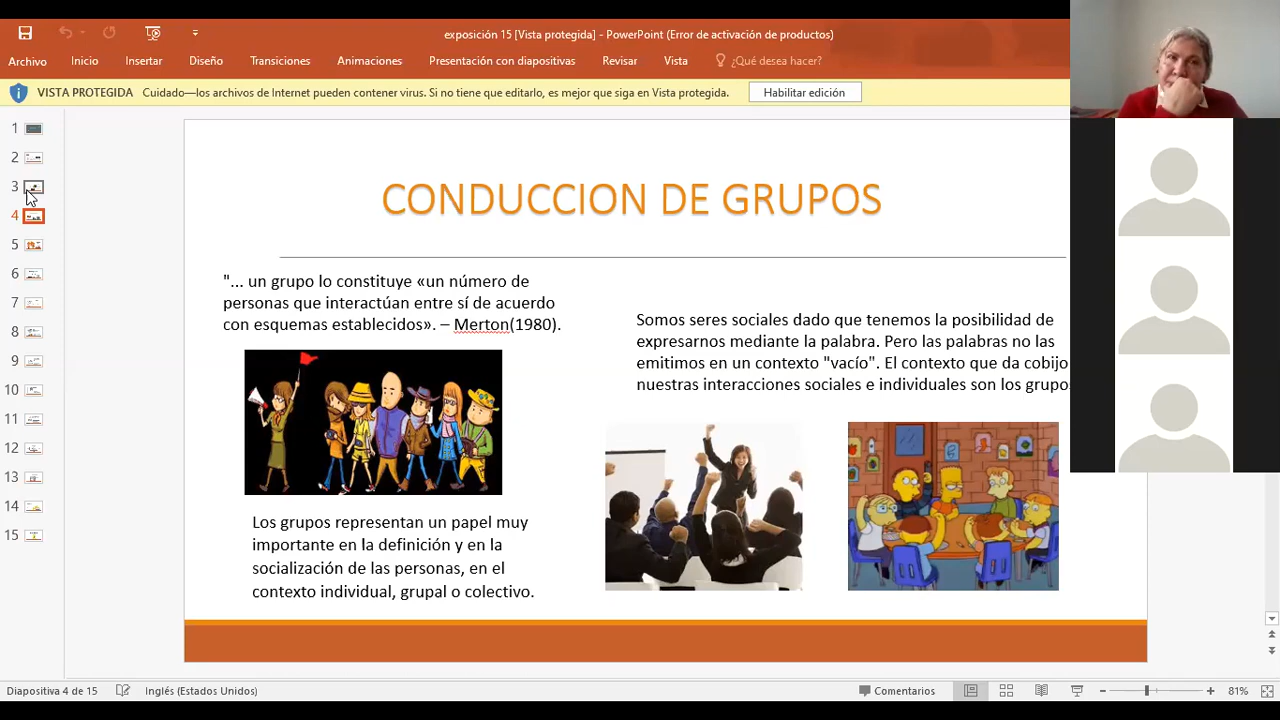 exposición 15 [Vista protegida] - PowerPoint (Error de activación de productos)
Archivo Inicio Insertar Diseño Transiciones Animaciones Presentación con diapositivas Revisar Vista ¿Qué desea hacer?
VISTA PROTEGIDA Cuidado—los archivos de Internet pueden contener virus. Si no tiene que editarlo, es mejor que siga en Vista protegida. Habilitar edición
1
2
3
4
5
6
7
8
9
10
11
12
13
14
15
CONDUCCION DE GRUPOS
"... un grupo lo constituye «un número de
personas que interactúan entre sí de acuerdo
con esquemas establecidos». – Merton(1980).
Somos seres sociales dado que tenemos la posibilidad de
expresarnos mediante la palabra. Pero las palabras no las
emitimos en un contexto "vacío". El contexto que da cobijo
nuestras interacciones sociales e individuales son los grupo
Los grupos representan un papel muy
importante en la definición y en la
socialización de las personas, en el
contexto individual, grupal o colectivo.
Diapositiva 4 de 15 Inglés (Estados Unidos) Comentarios 81%